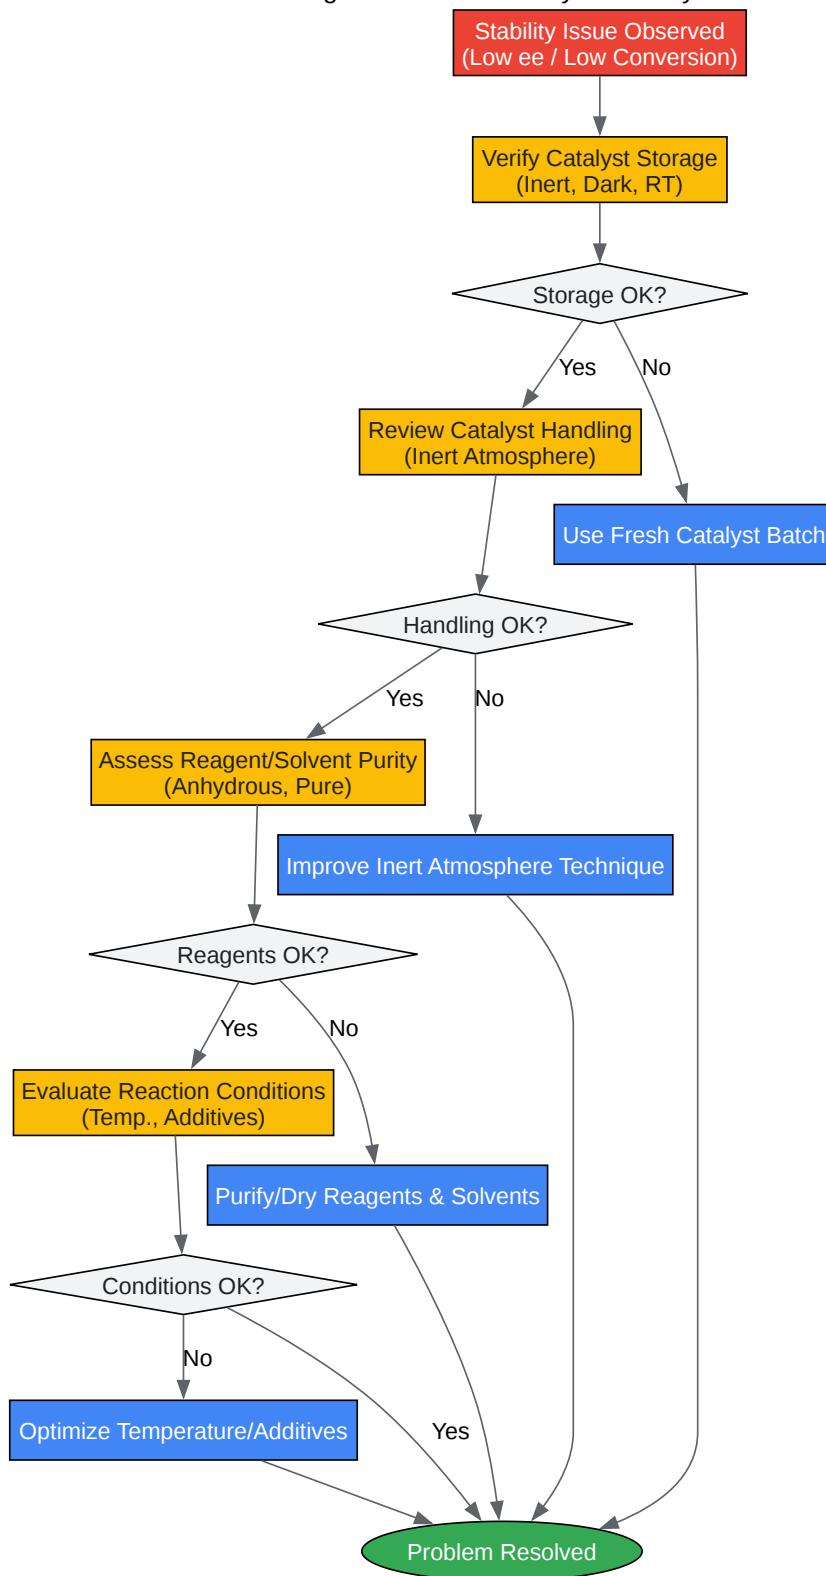 Stability Issue Observed
(Low ee / Low Conversion)
Verify Catalyst Storage
(Inert, Dark, RT)
Storage OK?
Yes
No
Review Catalyst Handling
(Inert Atmosphere)
Use Fresh Catalyst Batch
Handling OK?
Yes
No
Assess Reagent/Solvent Purity
(Anhydrous, Pure)
Improve Inert Atmosphere Technique
Reagents OK?
Yes
No
Evaluate Reaction Conditions
(Temp., Additives)
Purify/Dry Reagents & Solvents
Conditions OK?
No
Yes
Optimize Temperature/Additives
Problem Resolved